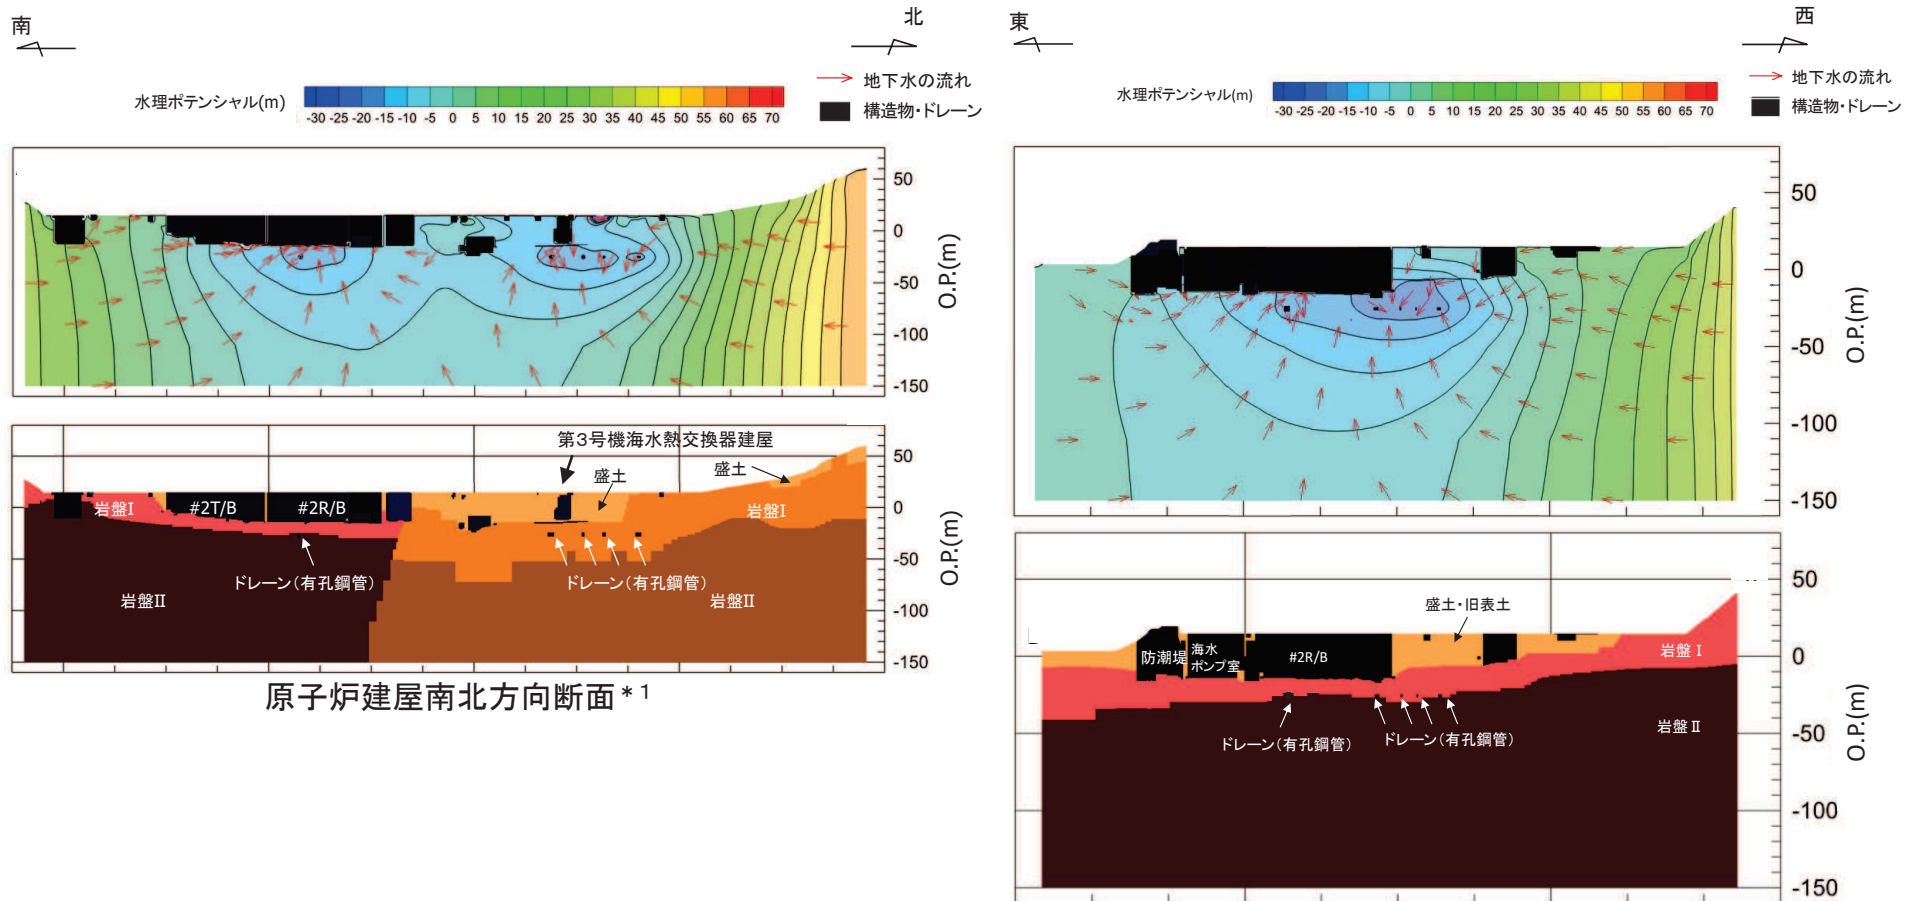 南
北
水理ポテンシャル(m)
-30 -25 -20 -15 -10 -5 0 5 10 15 20 25 30 35 40 45 50 55 60 65 70
地下水の流れ
構造物・ドレーン
50
0
-50
-100
-150
O.P.(m)
第3号機海水熱交換器建屋
盛土
盛土
岩盤I
#2T/B
#2R/B
岩盤I
ドレーン(有孔鋼管)
ドレーン(有孔鋼管)
岩盤II
岩盤II
50
0
-50
-100
-150
O.P.(m)
原子炉建屋南北方向断面*1
東
西
水理ポテンシャル(m)
-30 -25 -20 -15 -10 -5 0 5 10 15 20 25 30 35 40 45 50 55 60 65 70
地下水の流れ
構造物・ドレーン
50
0
-50
-100
-150
O.P.(m)
盛土・旧表土
防潮堤
海水
ポンプ室
#2R/B
岩盤Ⅰ
ドレーン(有孔鋼管)
ドレーン(有孔鋼管)
岩盤Ⅱ
50
0
-50
-100
-150
O.P.(m)